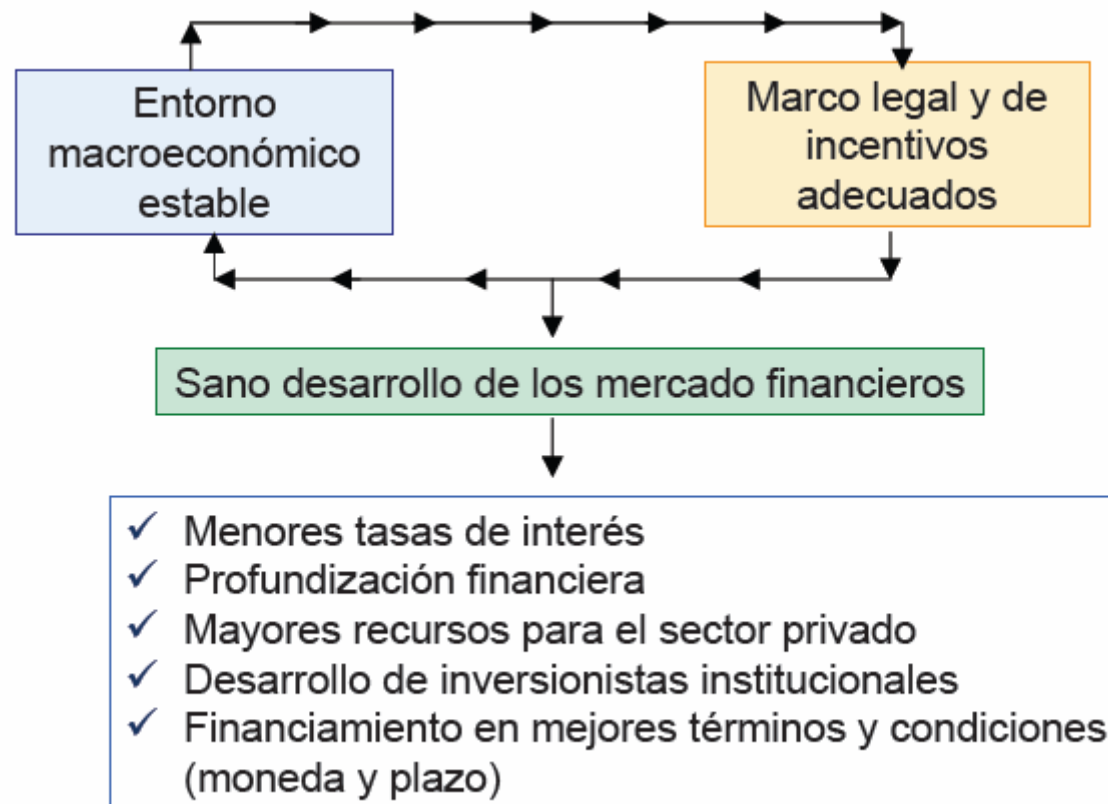 Entorno
macroeconómico
estable
Marco legal y de
incentivos
adecuados
Sano desarrollo de los mercado financieros
✓ Menores tasas de interés
✓ Profundización financiera
✓ Mayores recursos para el sector privado
✓ Desarrollo de inversionistas institucionales
✓ Financiamiento en mejores términos y condiciones
(moneda y plazo)